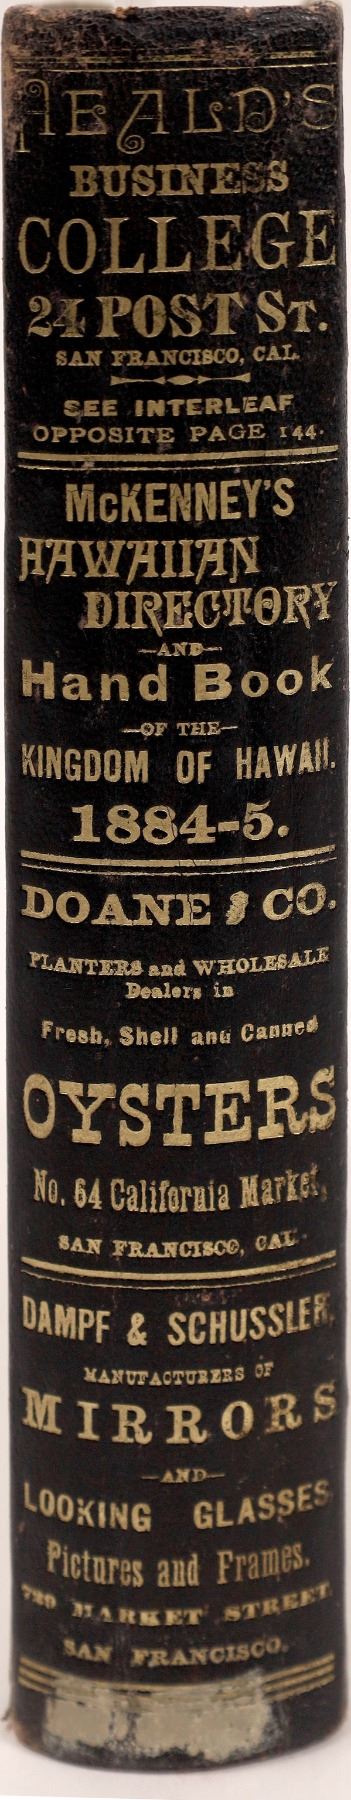 HEALD'S
BUSINESS
COLLEGE
24 POST ST.
SAN FRANCISCO, CAL.
SEE INTERLEAF
OPPOSITE PAGE 144.
McKENNEY'S
HAWAIIAN
DIRECTORY
—AND—
Hand Book
—OF THE—
KINGDOM OF HAWAII.
1884-5.
DOANE & CO.
PLANTERS and WHOLESALE
Dealers in
Fresh, Shell and Canned
OYSTERS
No. 64 California Market,
SAN FRANCISCO, CAL.
DAMPF & SCHUSSLER,
MANUFACTURERS OF
MIRRORS
—AND—
LOOKING GLASSES,
Pictures and Frames.
MARKET STREET
SAN FRANCISCO.